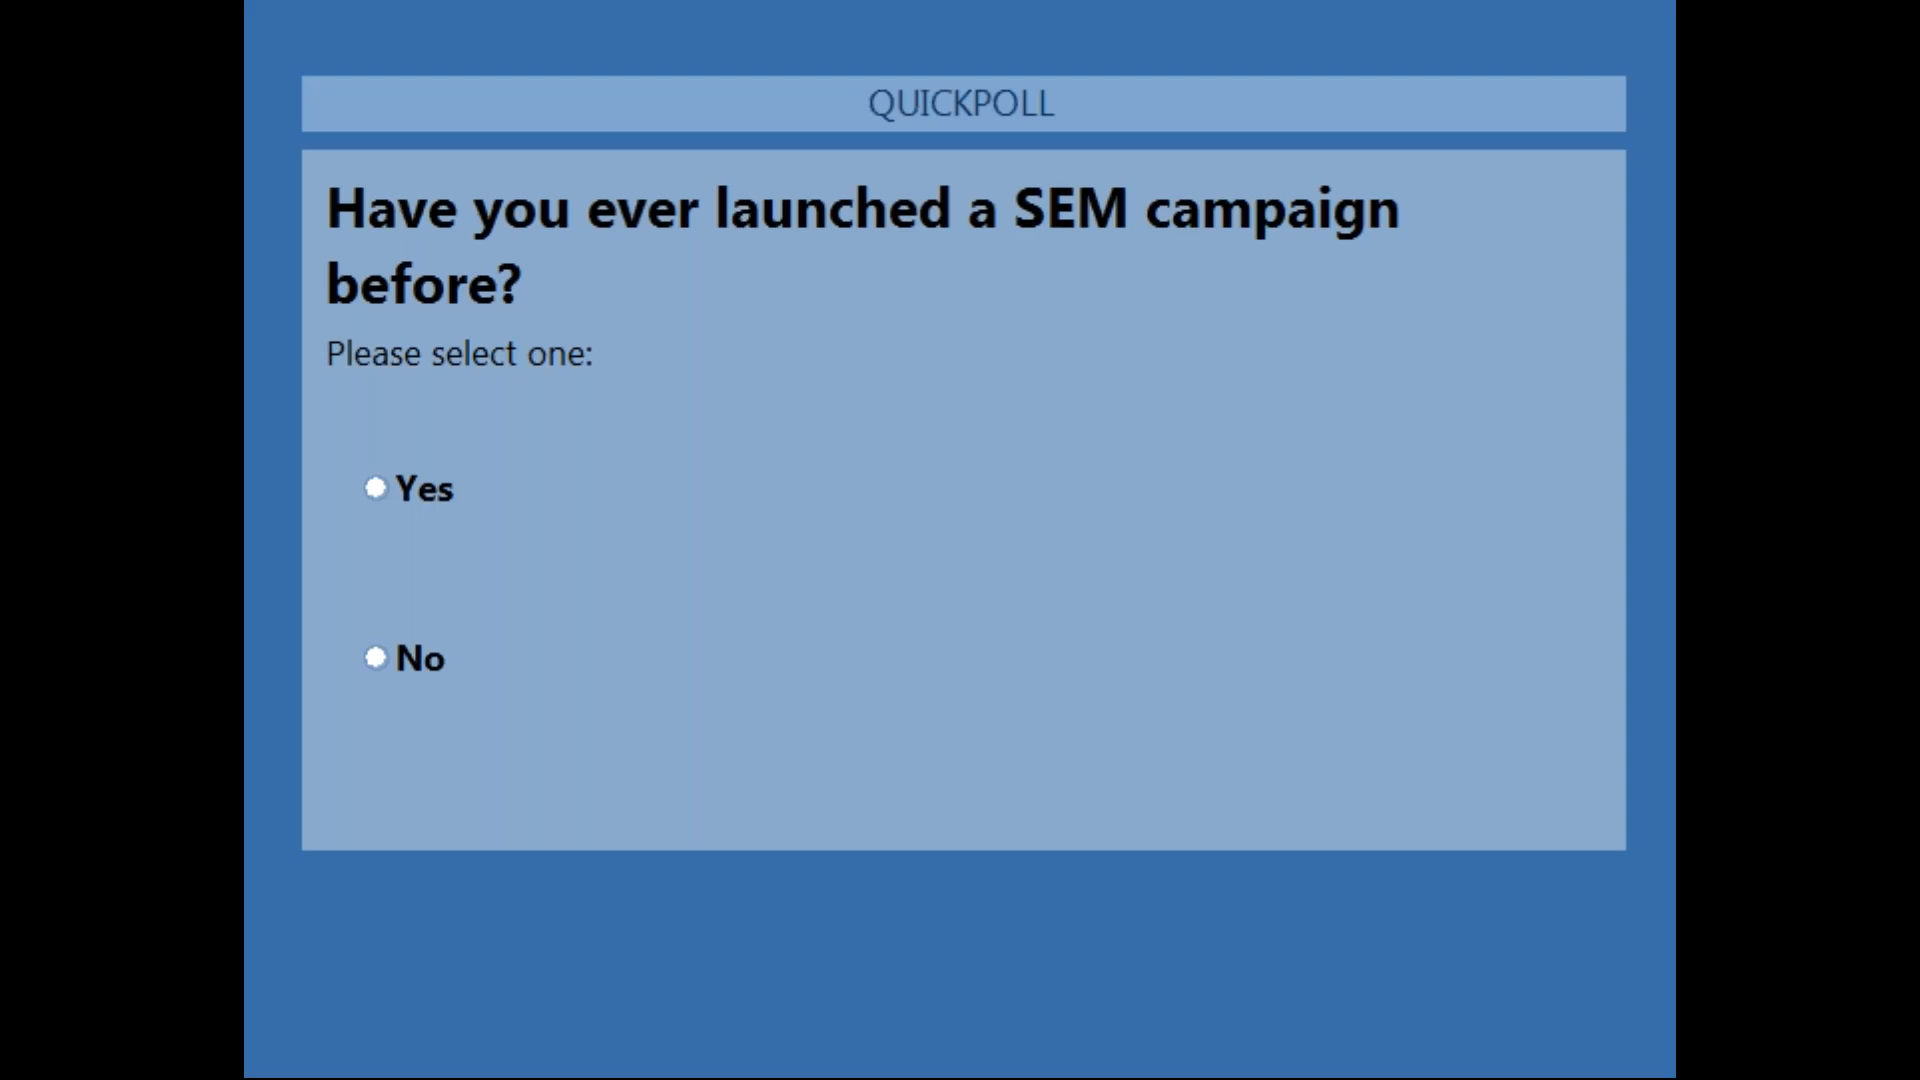 QUICKPOLL
Have you ever launched a SEM campaign
before?
Please select one:
Yes
No